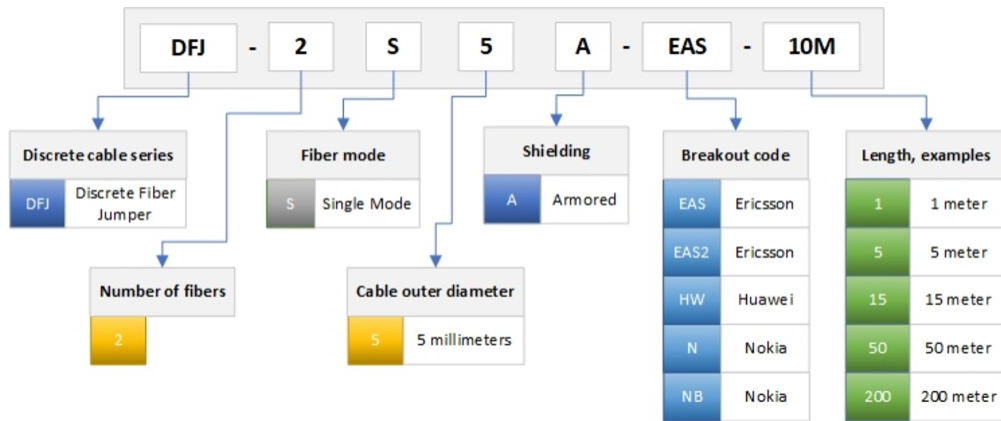 DFJ - 2 S 5 A - EAS - 10M
Discrete cable series
DFJ Discrete Fiber Jumper
Number of fibers
2
Fiber mode
S Single Mode
Cable outer diameter
5 5 millimeters
Shielding
A Armored
Breakout code
EAS Ericsson
EAS2 Ericsson
HW Huawei
N Nokia
NB Nokia
Length, examples
1 1 meter
5 5 meter
15 15 meter
50 50 meter
200 200 meter